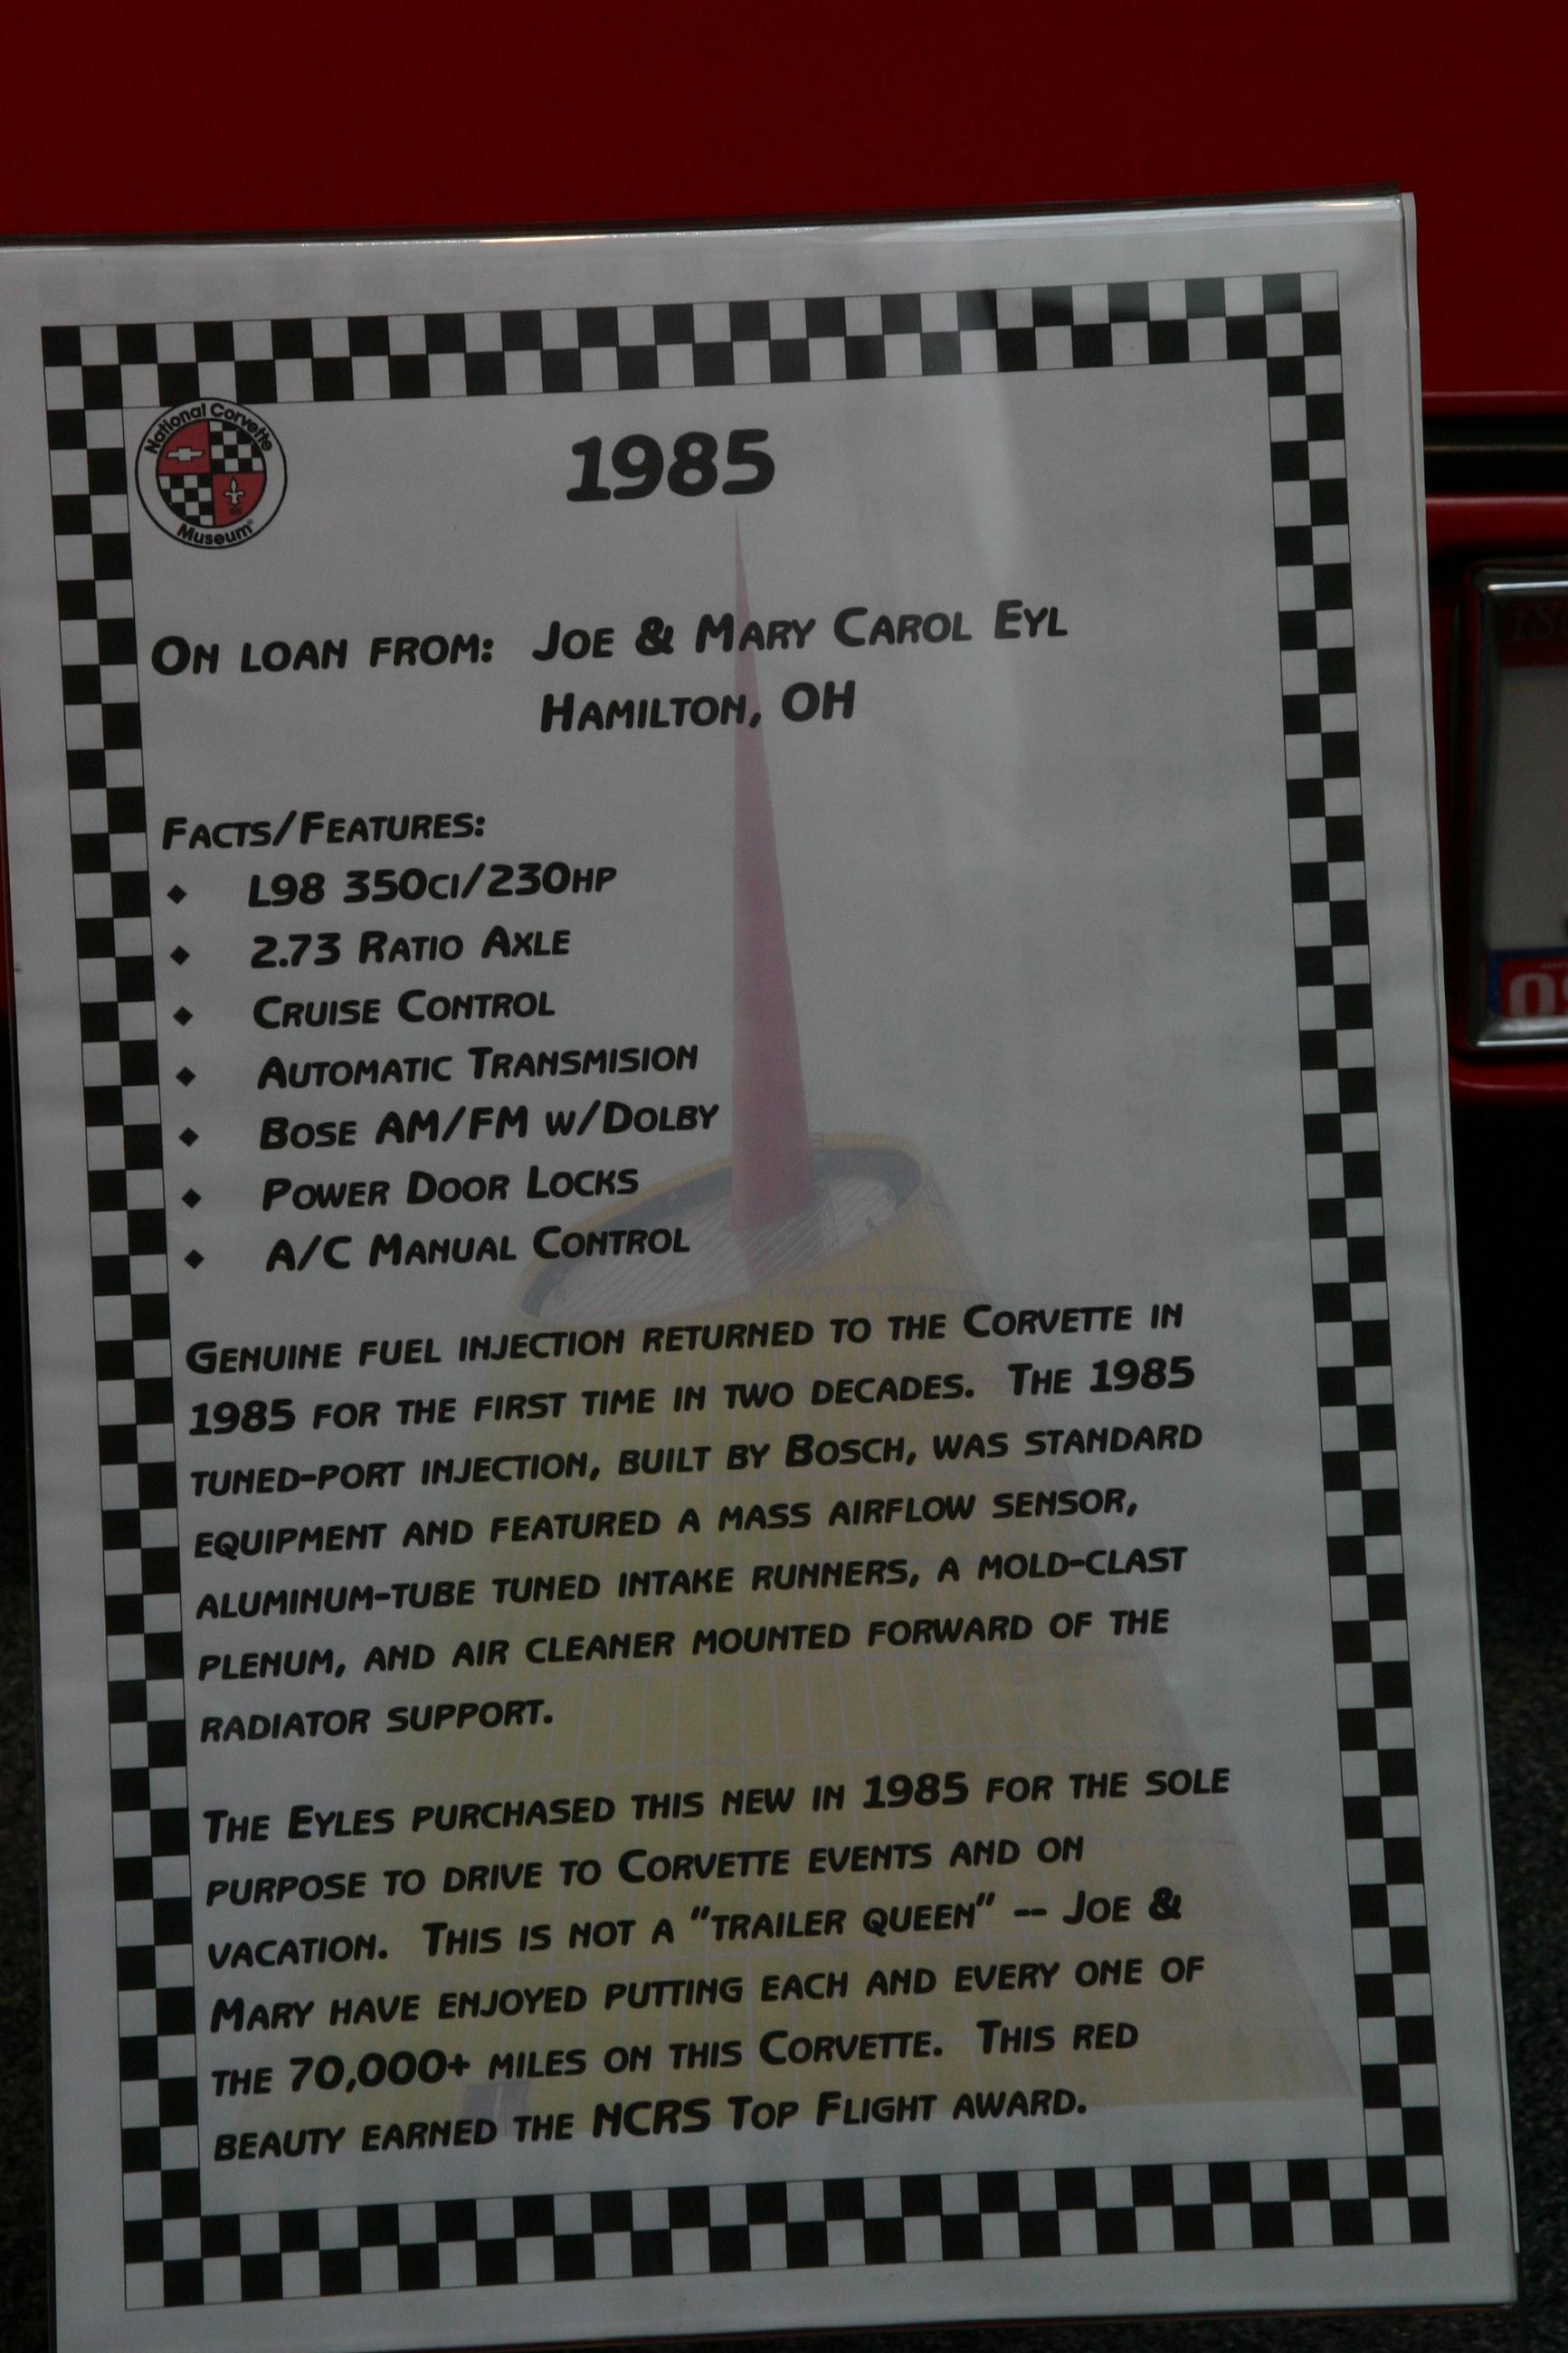 National Corvette
Museum
1985
On loan from: Joe & Mary Carol Eyl
Hamilton, OH
Facts/Features:
◆ L98 350ci/230hp
◆ 2.73 Ratio Axle
◆ Cruise Control
◆ Automatic Transmision
◆ Bose AM/FM w/Dolby
◆ Power Door Locks
◆ A/C Manual Control
Genuine fuel injection returned to the Corvette in
1985 for the first time in two decades. The 1985
tuned-port injection, built by Bosch, was standard
equipment and featured a mass airflow sensor,
aluminum-tube tuned intake runners, a mold-clast
plenum, and air cleaner mounted forward of the
radiator support.
The Eyles purchased this new in 1985 for the sole
purpose to drive to Corvette events and on
vacation. This is not a "trailer queen" -- Joe &
Mary have enjoyed putting each and every one of
the 70,000+ miles on this Corvette. This red
beauty earned the NCRS Top Flight award.